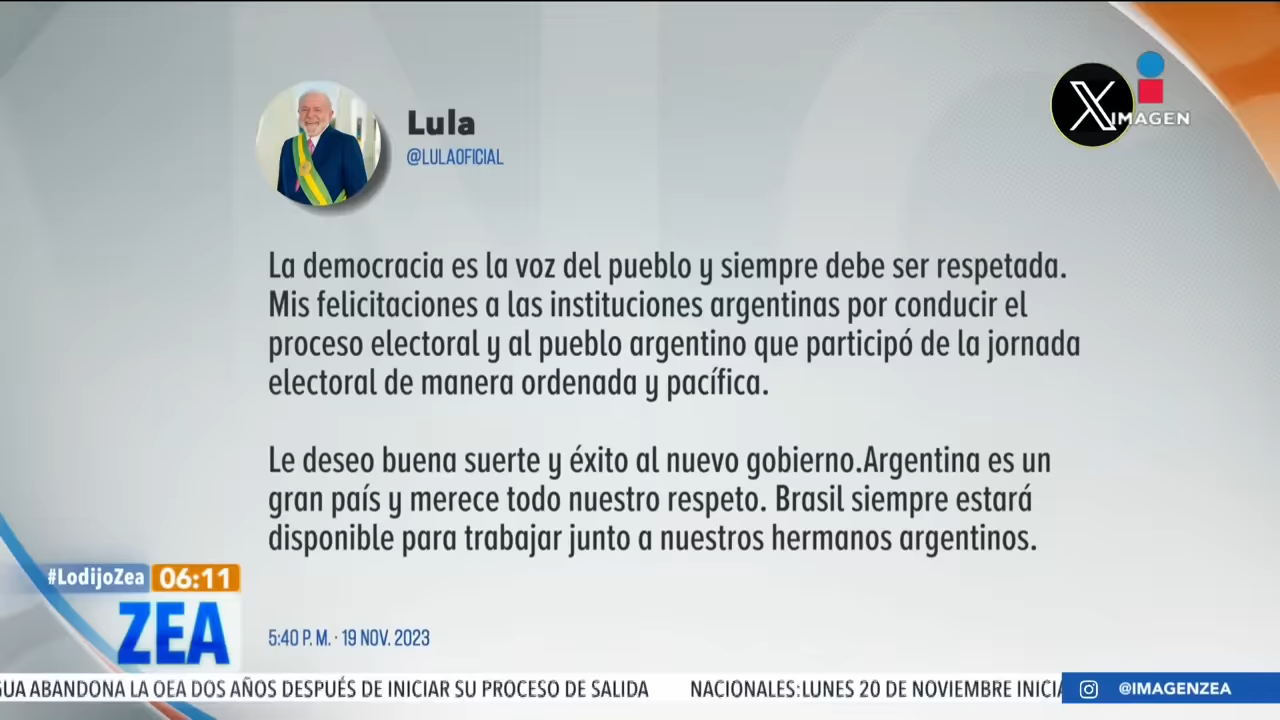 X
IMAGEN
Lula
@LULAOFICIAL
La democracia es la voz del pueblo y siempre debe ser respetada.
Mis felicitaciones a las instituciones argentinas por conducir el
proceso electoral y al pueblo argentino que participó de la jornada
electoral de manera ordenada y pacífica.
Le deseo buena suerte y éxito al nuevo gobierno.Argentina es un
gran país y merece todo nuestro respeto. Brasil siempre estará
disponible para trabajar junto a nuestros hermanos argentinos.
#LodijoZea 06:11
ZEA
5:40 P. M. · 19 NOV. 2023
GUA ABANDONA LA OEA DOS AÑOS DESPUÉS DE INICIAR SU PROCESO DE SALIDA NACIONALES:LUNES 20 DE NOVIEMBRE INICIA
@IMAGENZEA